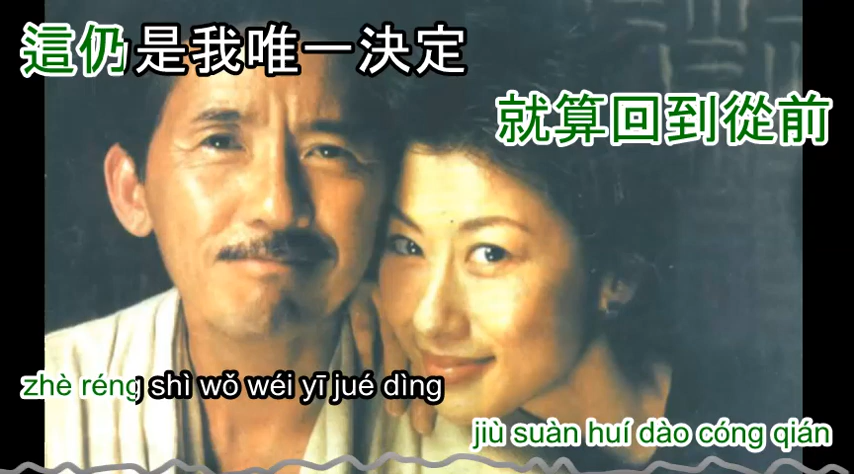 這仍是我唯一決定
就算回到從前
zhè réng shì wǒ wéi yī jué dìng
jiù suàn huí dào cóng qián